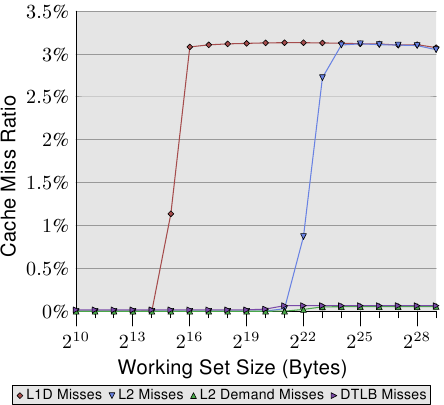 3.5%
3%
2.5%
2%
1.5%
1%
0.5%
0%
Cache Miss Ratio
2^10 2^13 2^16 2^19 2^22 2^25 2^28
Working Set Size (Bytes)
L1D Misses L2 Misses L2 Demand Misses DTLB Misses